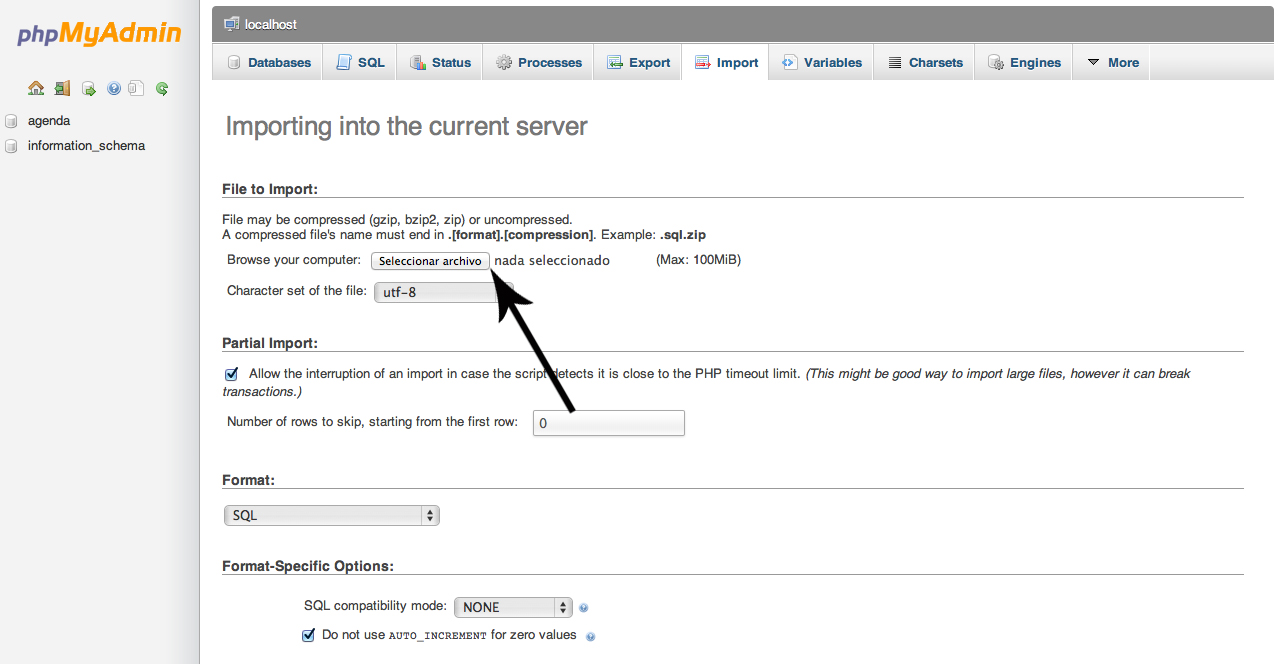 phpMyAdmin
localhost
Databases SQL Status Processes Export Import Variables Charsets Engines More
agenda
information_schema
Importing into the current server
File to Import:
File may be compressed (gzip, bzip2, zip) or uncompressed.
A compressed file's name must end in .[format].[compression]. Example: .sql.zip
Browse your computer: Seleccionar archivo nada seleccionado (Max: 100MiB)
Character set of the file: utf-8
Partial Import:
Allow the interruption of an import in case the script detects it is close to the PHP timeout limit. (This might be good way to import large files, however it can break
transactions.)
Number of rows to skip, starting from the first row: 0
Format:
SQL
Format-Specific Options:
SQL compatibility mode: NONE
Do not use AUTO_INCREMENT for zero values